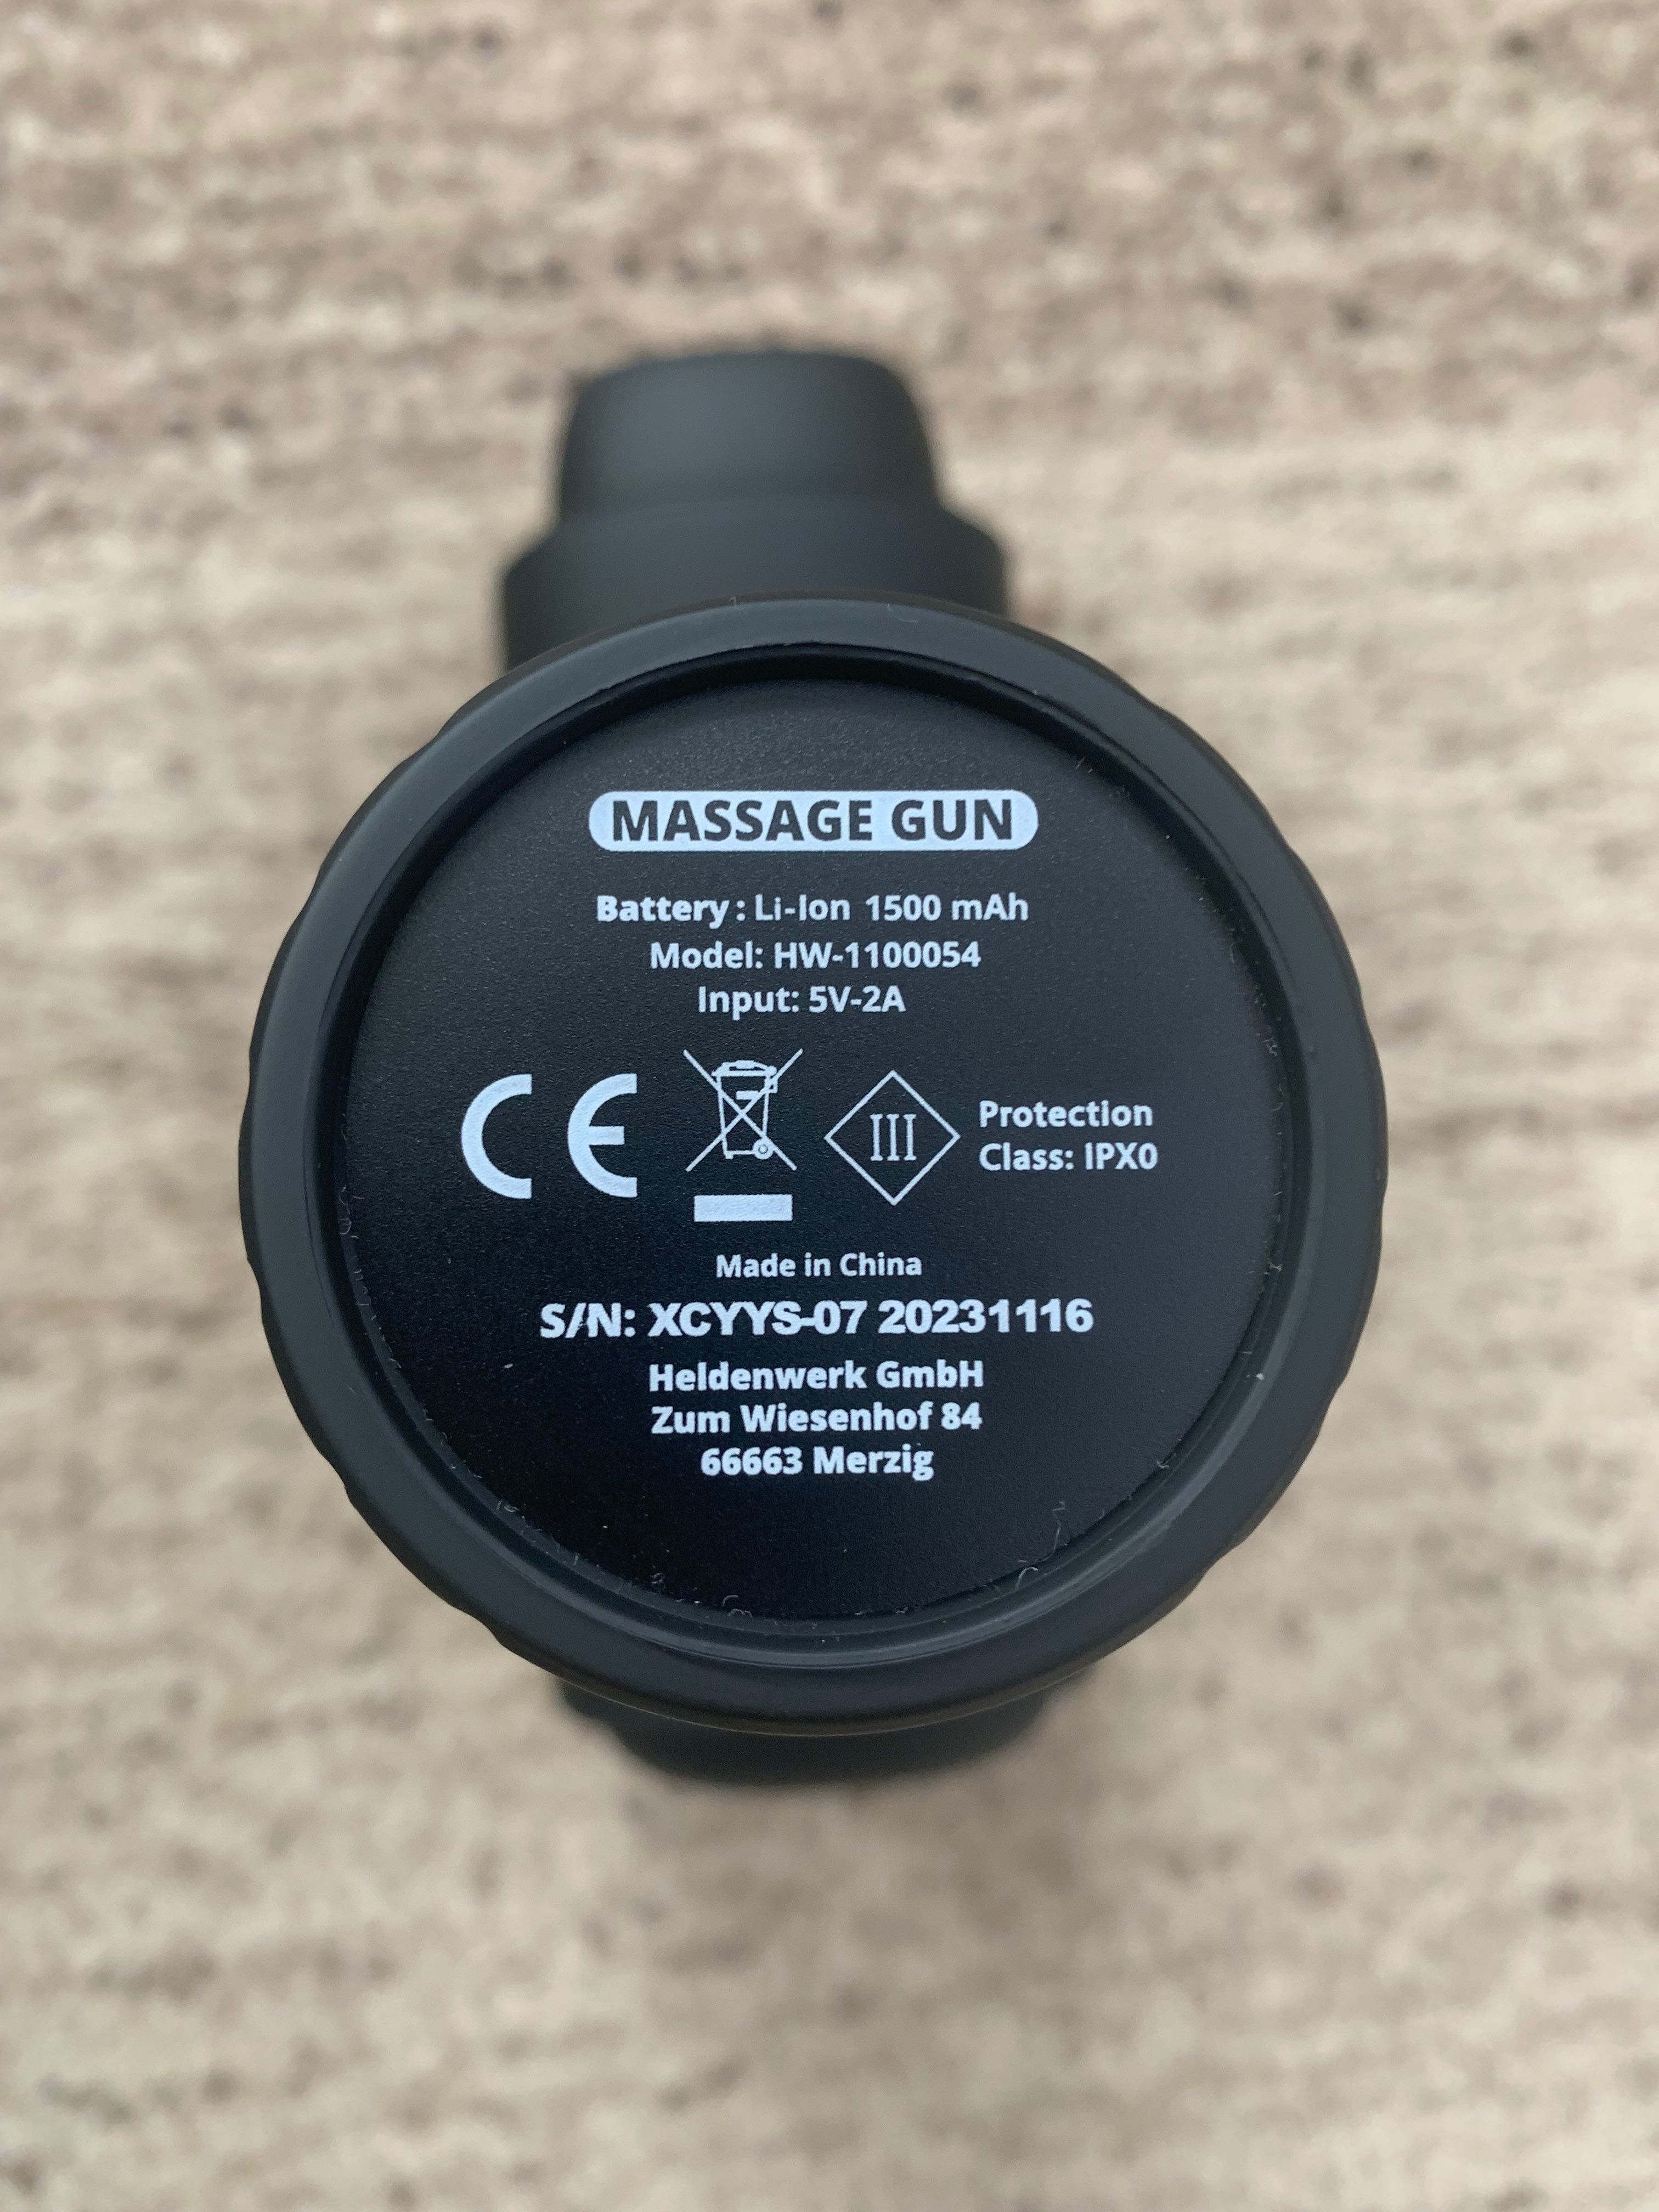 MASSAGE GUN
Battery: Li-Ion 1500 mAh
Model: HW-1100054
Input: 5V-2A
CE
III
Protection
Class: IPX0
Made in China
S/N: XCYYS-07 20231116
Heldenwerk GmbH
Zum Wiesenhof 84
66663 Merzig